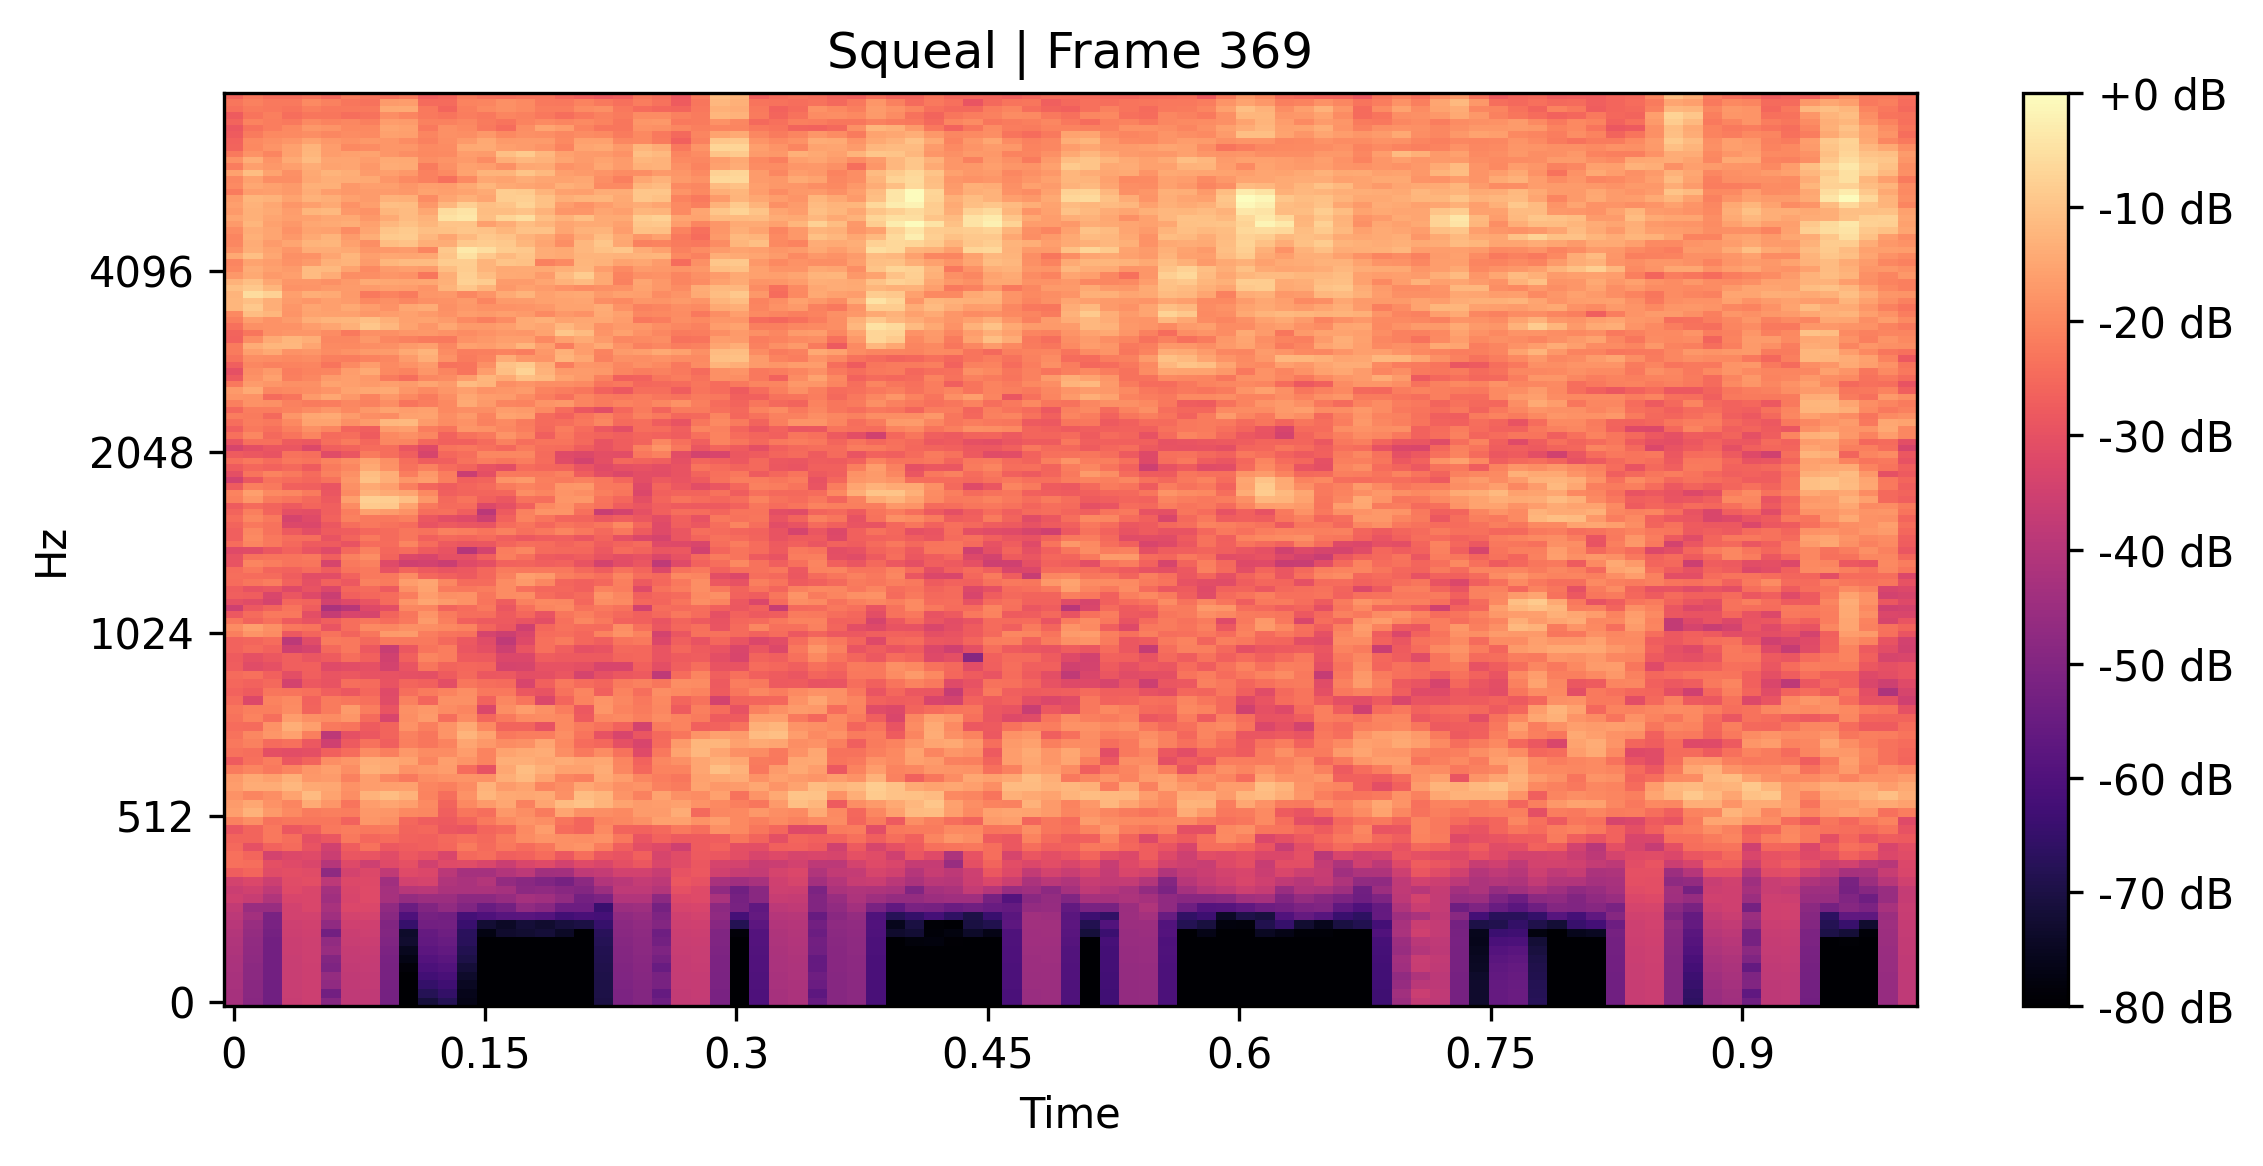 Squeal | Frame 369
+0 dB
-10 dB
-20 dB
-30 dB
-40 dB
-50 dB
-60 dB
-70 dB
-80 dB
Hz
4096
2048
1024
512
0
0 0.15 0.3 0.45 0.6 0.75 0.9
Time